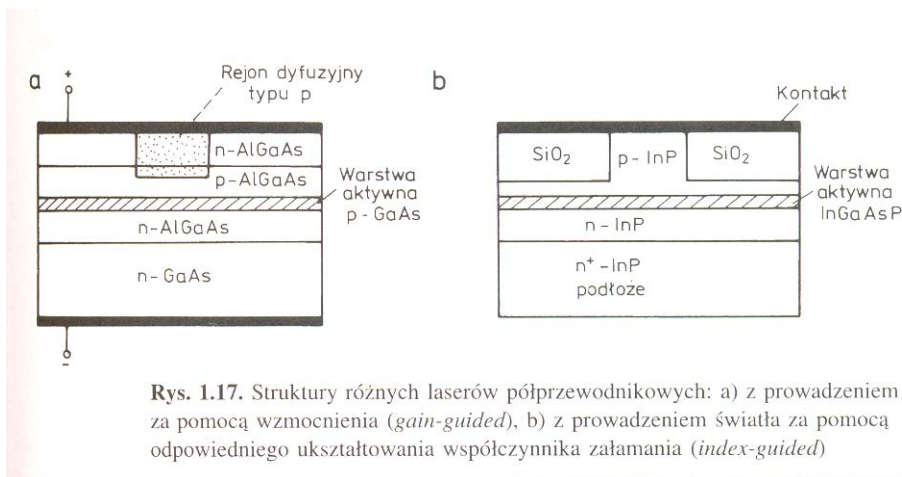 a
+
Rejon dyfuzyjny
typu p
n-AlGaAs
p-AlGaAs
Warstwa
aktywna
p-GaAs
n-AlGaAs
n-GaAs
-
b
Kontakt
SiO₂
p-InP
SiO₂
Warstwa
aktywna
InGaAsP
n-InP
n⁺-InP
podłoże
Rys. 1.17. Struktury różnych laserów półprzewodnikowych: a) z prowadzeniem
za pomocą wzmocnienia (gain-guided), b) z prowadzeniem światła za pomocą
odpowiedniego ukształtowania współczynnika załamania (index-guided)